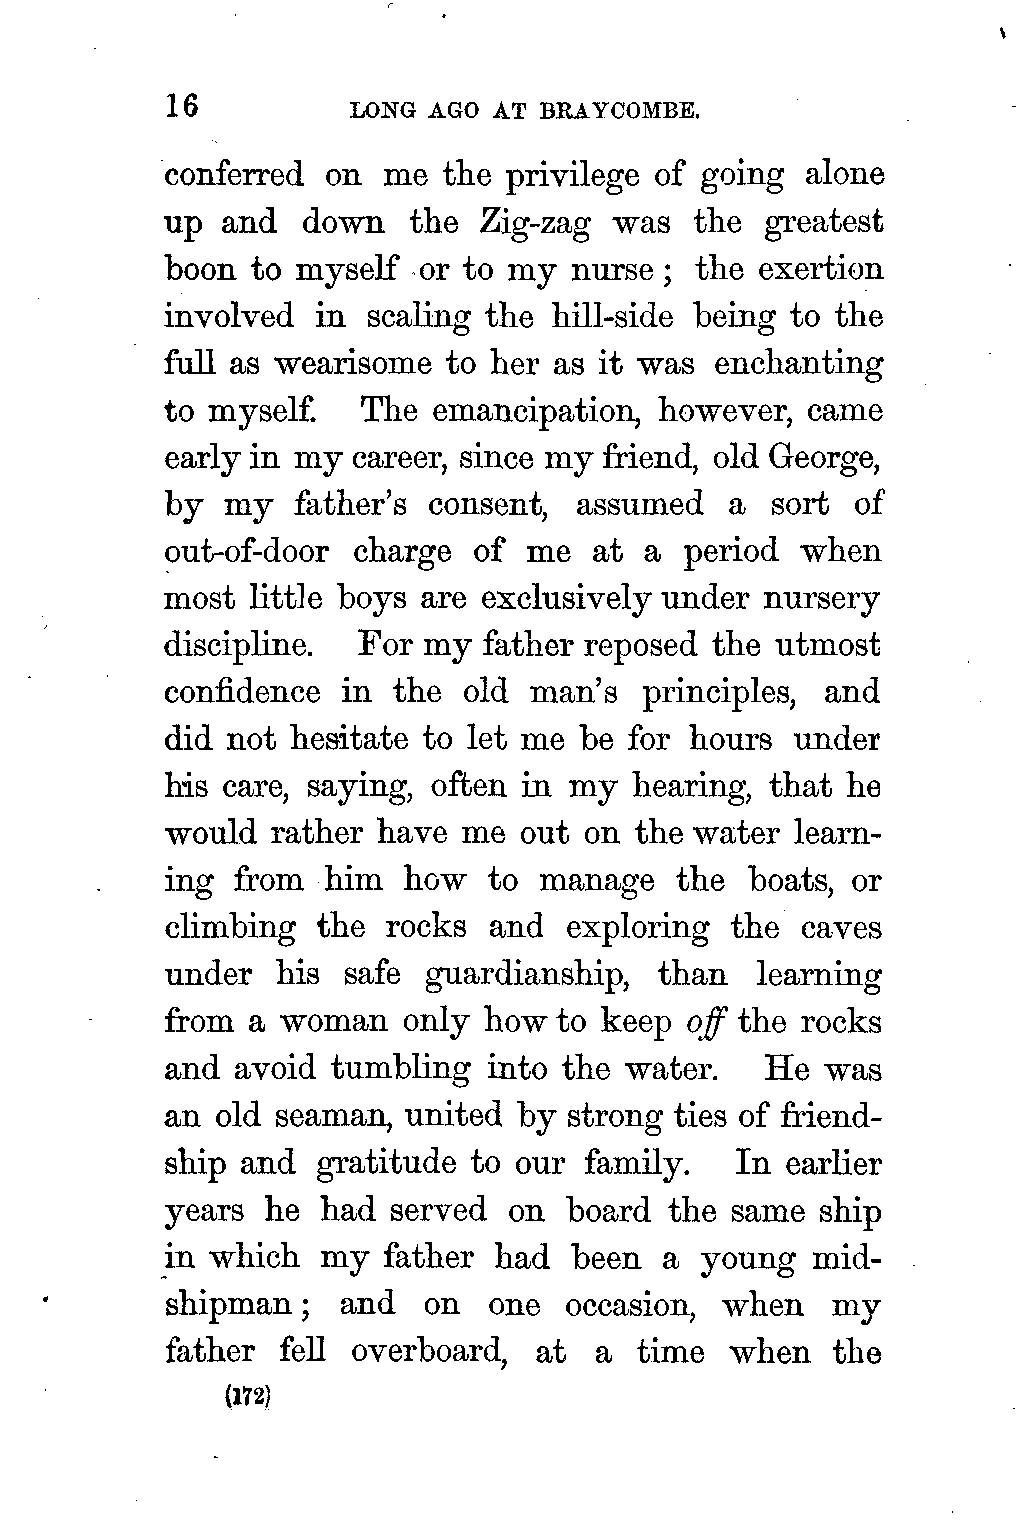 16 LONG AGO AT BRAYCOMBE.
conferred on me the privilege of going alone
up and down the Zig-zag was the greatest
boon to myself or to my nurse ; the exertion
involved in scaling the hill-side being to the
full as wearisome to her as it was enchanting
to myself. The emancipation, however, came
early in my career, since my friend, old George,
by my father's consent, assumed a sort of
out-of-door charge of me at a period when
most little boys are exclusively under nursery
discipline. For my father reposed the utmost
confidence in the old man's principles, and
did not hesitate to let me be for hours under
his care, saying, often in my hearing, that he
would rather have me out on the water learn-
ing from him how to manage the boats, or
climbing the rocks and exploring the caves
under his safe guardianship, than learning
from a woman only how to keep off the rocks
and avoid tumbling into the water. He was
an old seaman, united by strong ties of friend-
ship and gratitude to our family. In earlier
years he had served on board the same ship
in which my father had been a young mid-
shipman ; and on one occasion, when my
father fell overboard, at a time when the
(172)